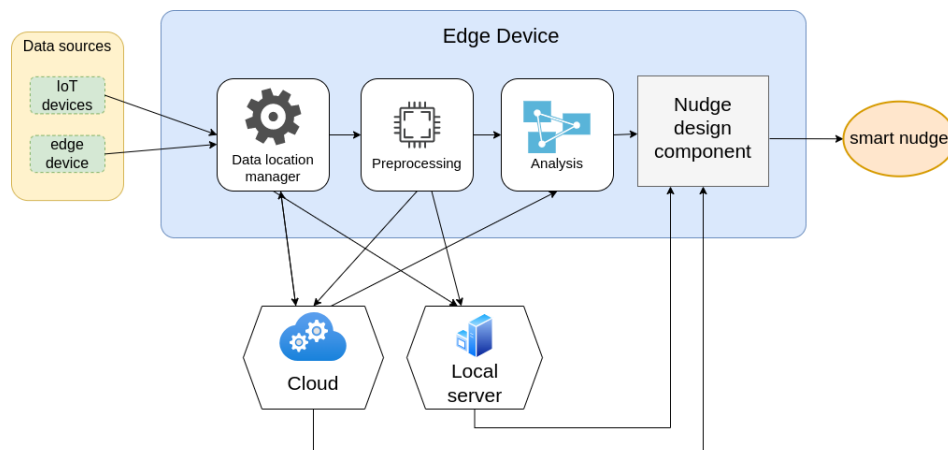 Data sources
IoT
devices
edge
device
Edge Device
Data location
manager
Preprocessing
Analysis
Nudge
design
component
smart nudge
Cloud
Local
server